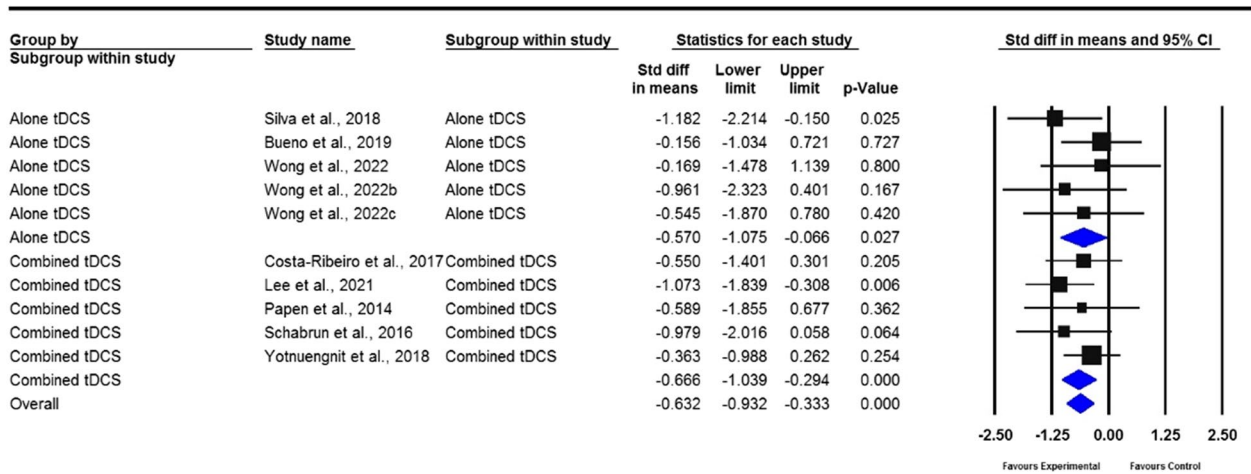 Group by Study name Subgroup within study Statistics for each study Std diff in means and 95% CI
Subgroup within study
Std diff Lower Upper
in means limit limit p-Value
Alone tDCS Silva et al., 2018 Alone tDCS -1.182 -2.214 -0.150 0.025
Alone tDCS Bueno et al., 2019 Alone tDCS -0.156 -1.034 0.721 0.727
Alone tDCS Wong et al., 2022 Alone tDCS -0.169 -1.478 1.139 0.800
Alone tDCS Wong et al., 2022b Alone tDCS -0.961 -2.323 0.401 0.167
Alone tDCS Wong et al., 2022c Alone tDCS -0.545 -1.870 0.780 0.420
Alone tDCS -0.570 -1.075 -0.066 0.027
Combined tDCS Costa-Ribeiro et al., 2017 Combined tDCS -0.550 -1.401 0.301 0.205
Combined tDCS Lee et al., 2021 Combined tDCS -1.073 -1.839 -0.308 0.006
Combined tDCS Papen et al., 2014 Combined tDCS -0.589 -1.855 0.677 0.362
Combined tDCS Schabrun et al., 2016 Combined tDCS -0.979 -2.016 0.058 0.064
Combined tDCS Yotnuengnit et al., 2018 Combined tDCS -0.363 -0.988 0.262 0.254
Combined tDCS -0.666 -1.039 -0.294 0.000
Overall -0.632 -0.932 -0.333 0.000
-2.50 -1.25 0.00 1.25 2.50
Favours Experimental Favours Control